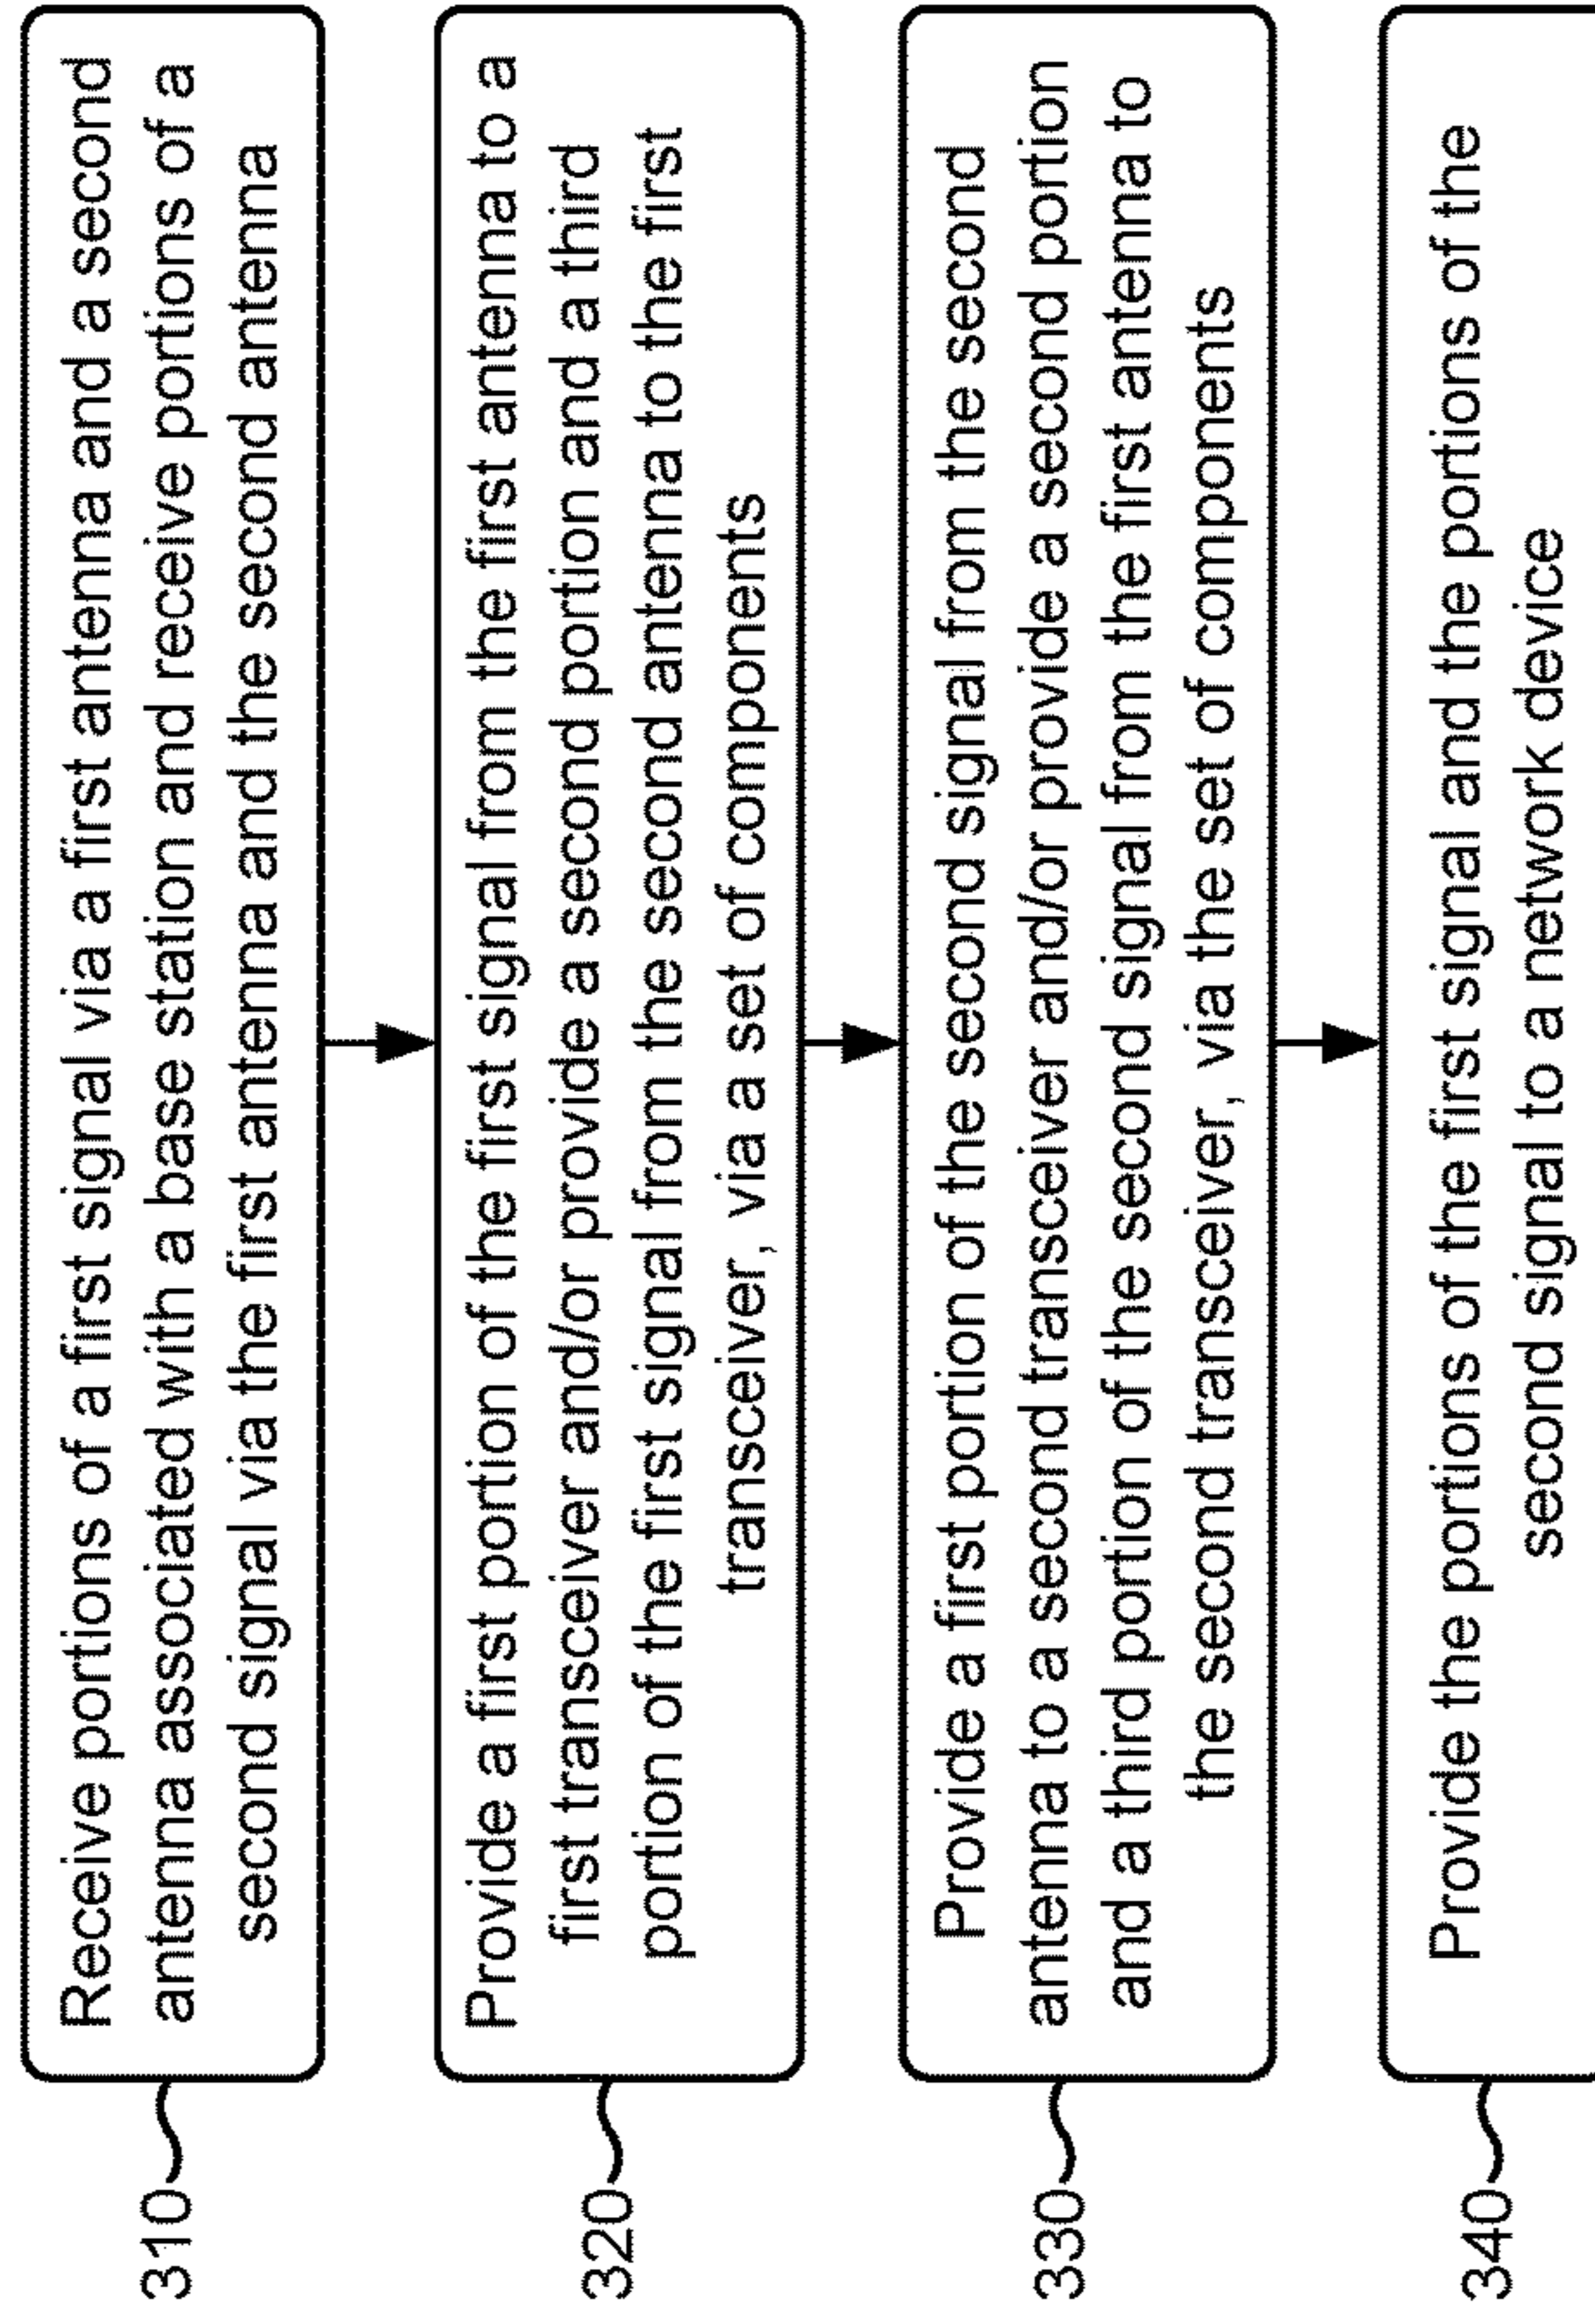 310
Receive portions of a first signal via a first antenna and a second
antenna associated with a base station and receive portions of a
second signal via the first antenna and the second antenna
320
Provide a first portion of the first signal from the first antenna to a
first transceiver and/or provide a second portion and a third
portion of the first signal from the second antenna to the first
transceiver, via a set of components
330
Provide a first portion of the second signal from the second
antenna to a second transceiver and/or provide a second portion
and a third portion of the second signal from the first antenna to
the second transceiver, via the set of components
340
Provide the portions of the first signal and the portions of the
second signal to a network device